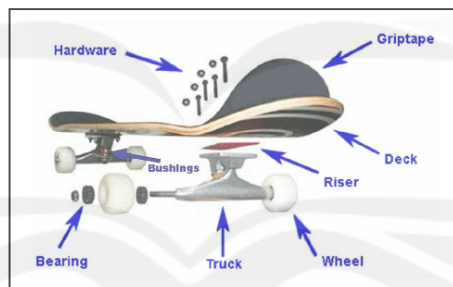 Hardware
Griptape
Deck
Bushings
Riser
Bearing
Truck
Wheel